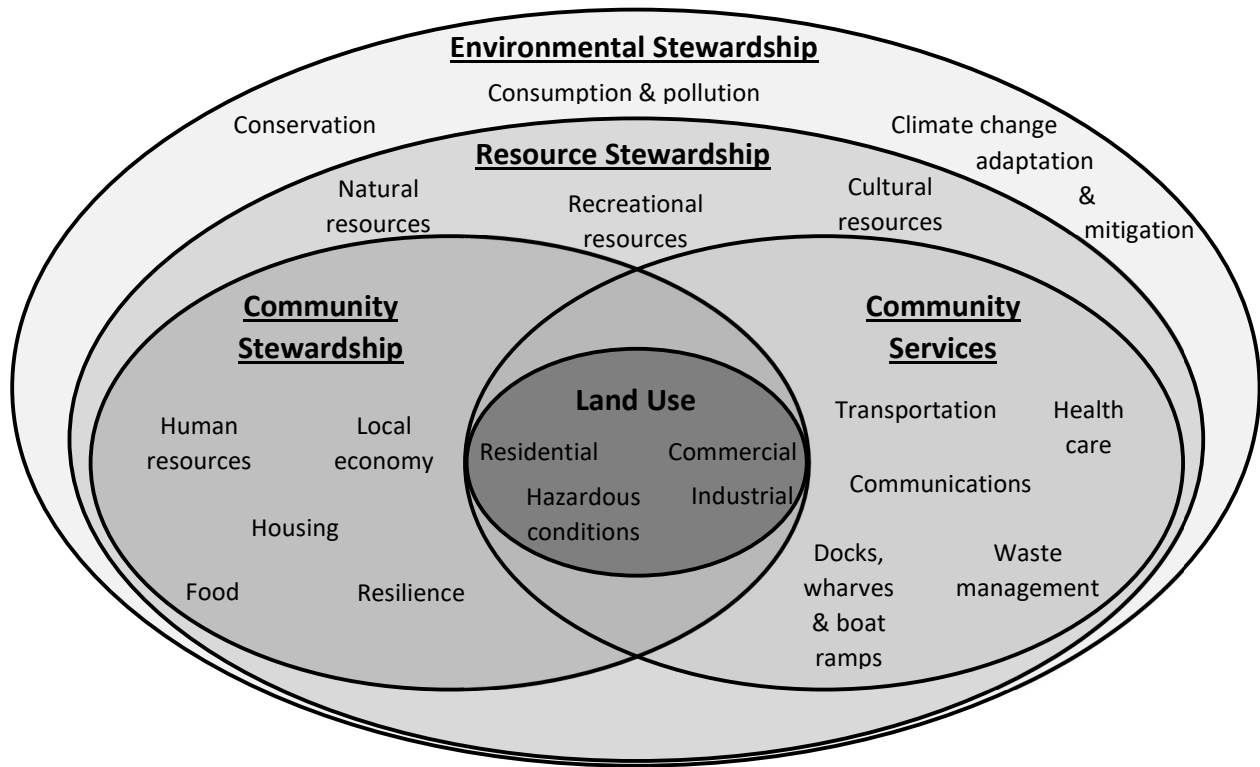 Environmental Stewardship
Consumption & pollution
Conservation
Climate change
adaptation
&
mitigation
Resource Stewardship
Natural
resources
Recreational
resources
Cultural
resources
Community
Stewardship
Human
resources
Local
economy
Housing
Food
Resilience
Land Use
Residential
Commercial
Hazardous
conditions
Industrial
Community
Services
Transportation
Health
care
Communications
Docks,
wharves
& boat
ramps
Waste
management